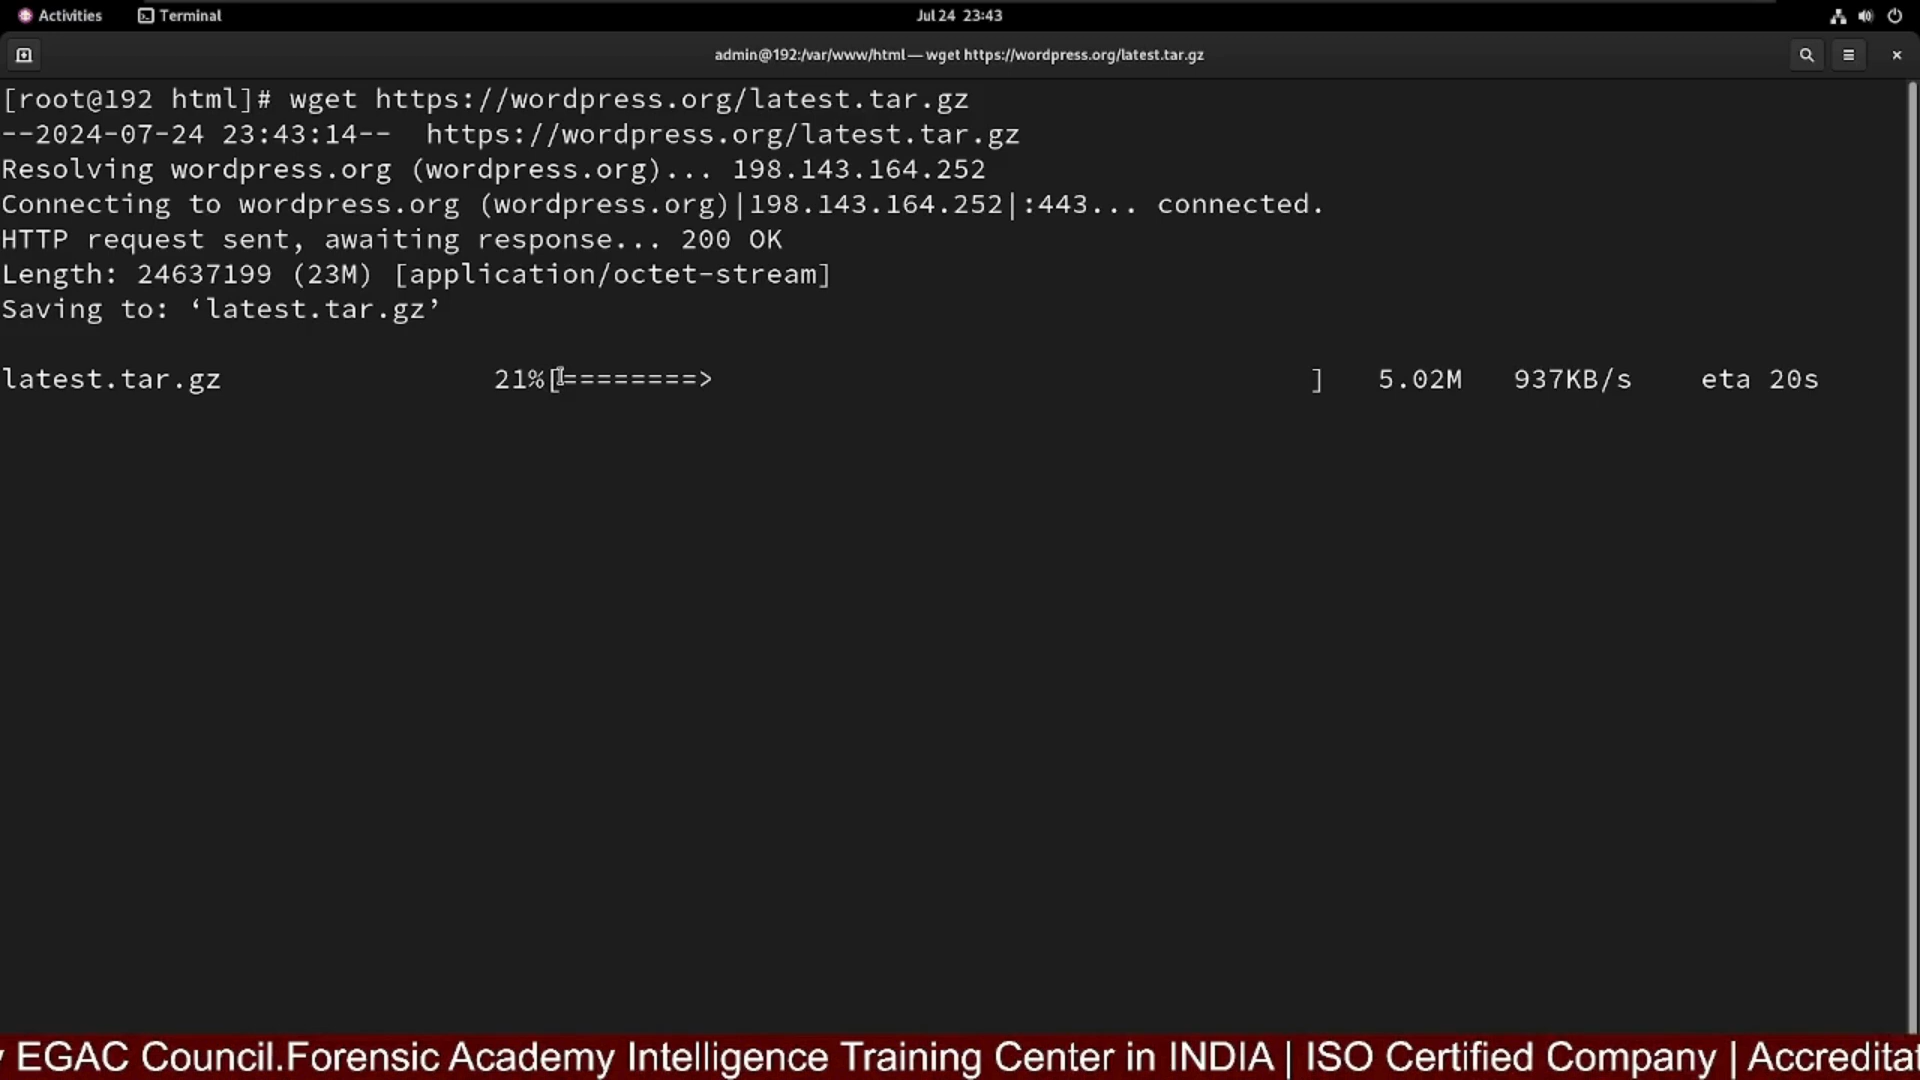 Activities Terminal Jul 24 23:43
admin@192:/var/www/html — wget https://wordpress.org/latest.tar.gz
[root@192 html]# wget https://wordpress.org/latest.tar.gz
--2024-07-24 23:43:14--  https://wordpress.org/latest.tar.gz
Resolving wordpress.org (wordpress.org)... 198.143.164.252
Connecting to wordpress.org (wordpress.org)|198.143.164.252|:443... connected.
HTTP request sent, awaiting response... 200 OK
Length: 24637199 (23M) [application/octet-stream]
Saving to: ‘latest.tar.gz’
latest.tar.gz 21%[========> ] 5.02M 937KB/s eta 20s
EGAC Council.Forensic Academy Intelligence Training Center in INDIA | ISO Certified Company | Accreditat